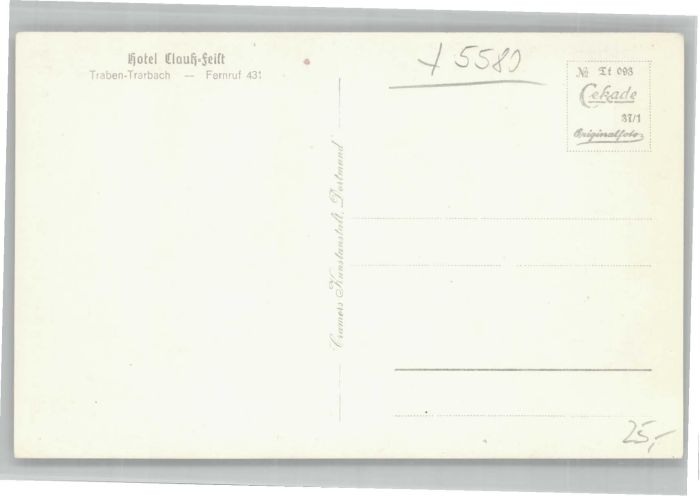 Hotel Clauß-Feist
Traben-Trarbach — Fernruf 431
+ 5580
№ Tt 093
Cekade
37/1
Originalfoto
Cramers Kunstanstalt, Dortmund
25,-